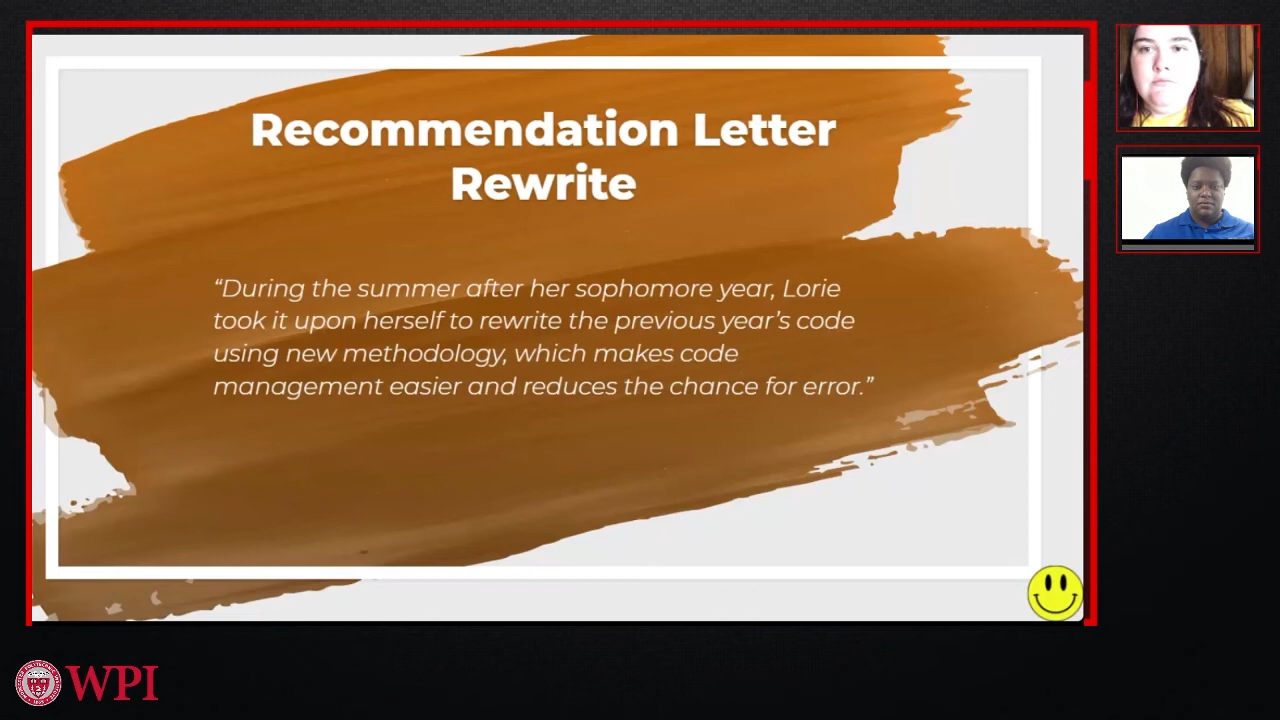 Recommendation Letter
Rewrite
“During the summer after her sophomore year, Lorie
took it upon herself to rewrite the previous year’s code
using new methodology, which makes code
management easier and reduces the chance for error.”
WPI